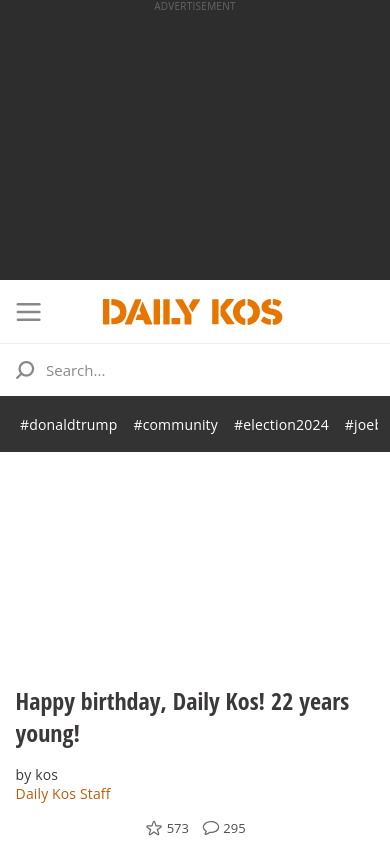 ADVERTISEMENT
DAILY KOS
Search...
#donaldtrump #community #election2024 #joeb
Happy birthday, Daily Kos! 22 years
young!
by kos
Daily Kos Staff
573 295